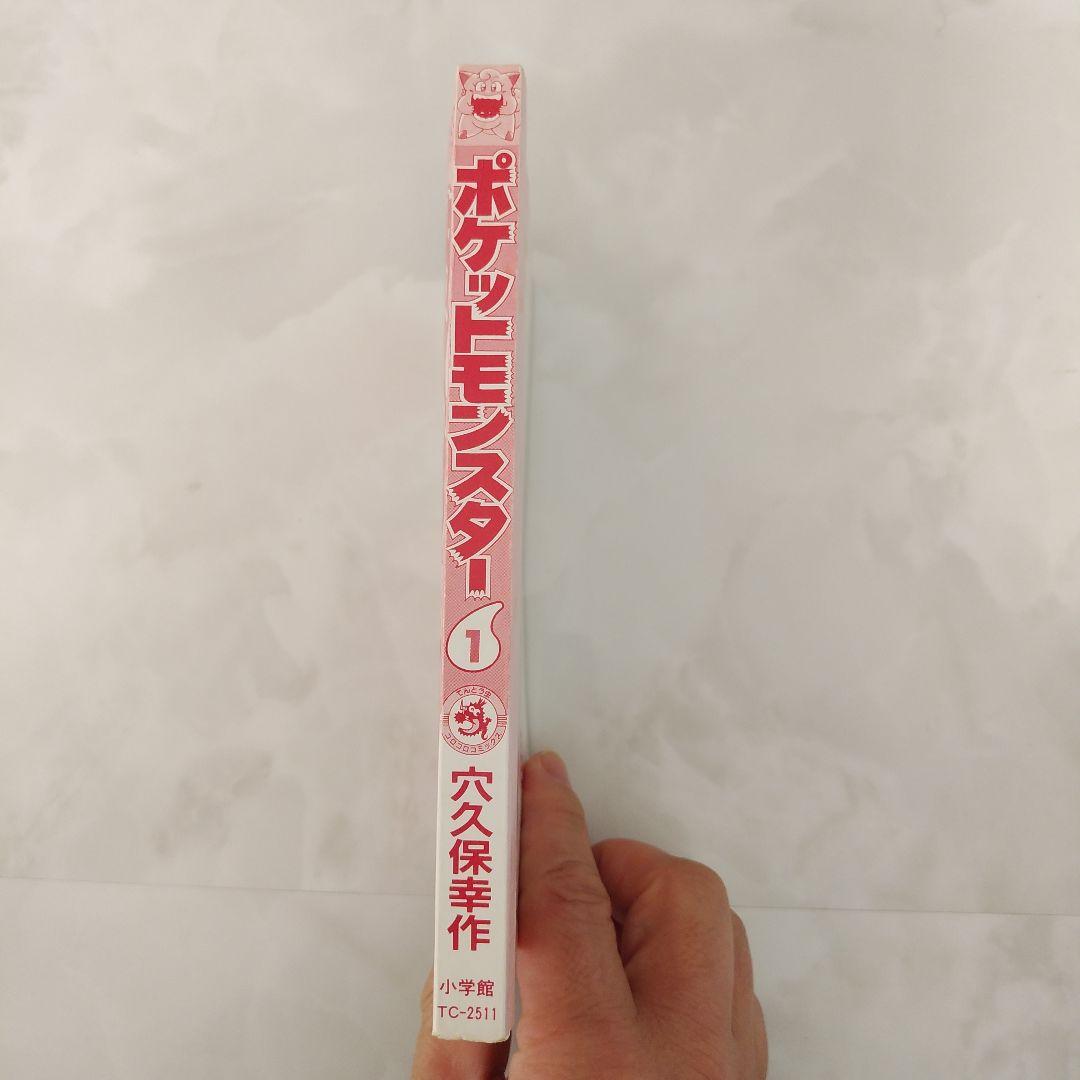 ポケットモンスター
1
てんとう虫
コロコロコミックス
穴久保幸作
小学館
TC-2511